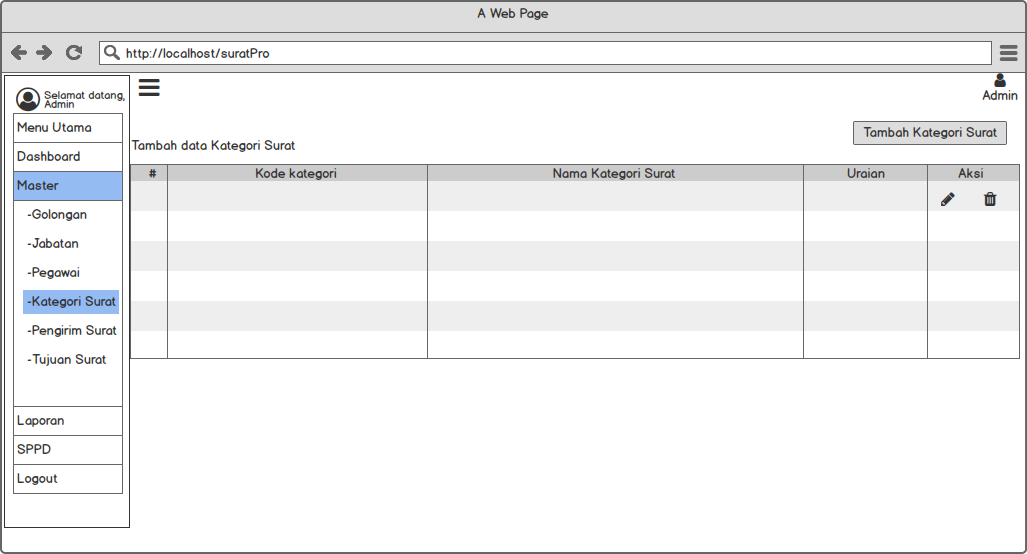 A Web Page
http://localhost/suratPro
Selamat datang,
Admin
Admin
Menu Utama
Dashboard
Master
-Golongan
-Jabatan
-Pegawai
-Kategori Surat
-Pengirim Surat
-Tujuan Surat
Laporan
SPPD
Logout
Tambah Kategori Surat
Tambah data Kategori Surat
# Kode kategori Nama Kategori Surat Uraian Aksi